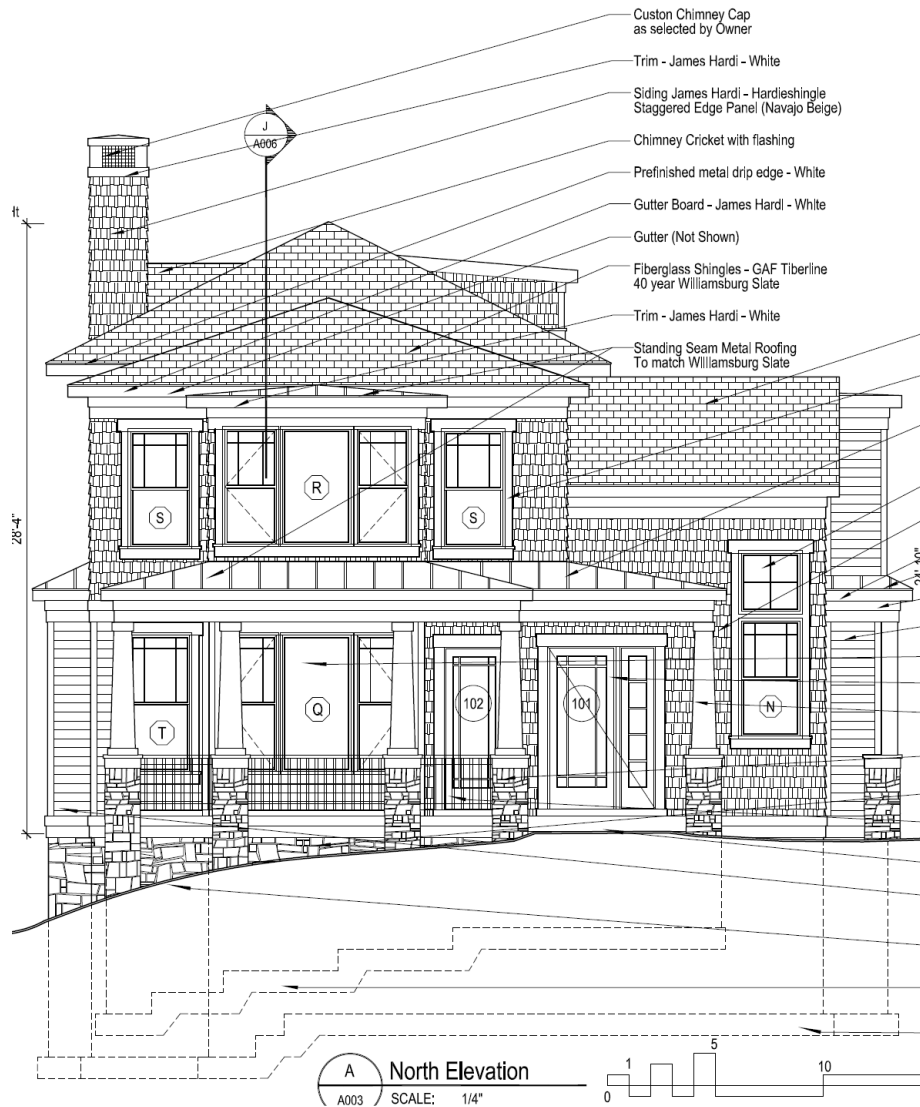 Custon Chimney Cap
as selected by Owner
Trim - James Hardi - White
Siding James Hardi - Hardieshingle
Staggered Edge Panel (Navajo Beige)
Chimney Cricket with flashing
Prefinished metal drip edge - White
Gutter Board - James Hardi - White
Gutter (Not Shown)
Fiberglass Shingles - GAF Tiberline
40 year Williamsburg Slate
Trim - James Hardi - White
Standing Seam Metal Roofing
To match Williamsburg Slate
J
A006
28'-4"
R
S
S
T
Q
102
101
N
A
A003
North Elevation
SCALE: 1/4"
0
1
5
10